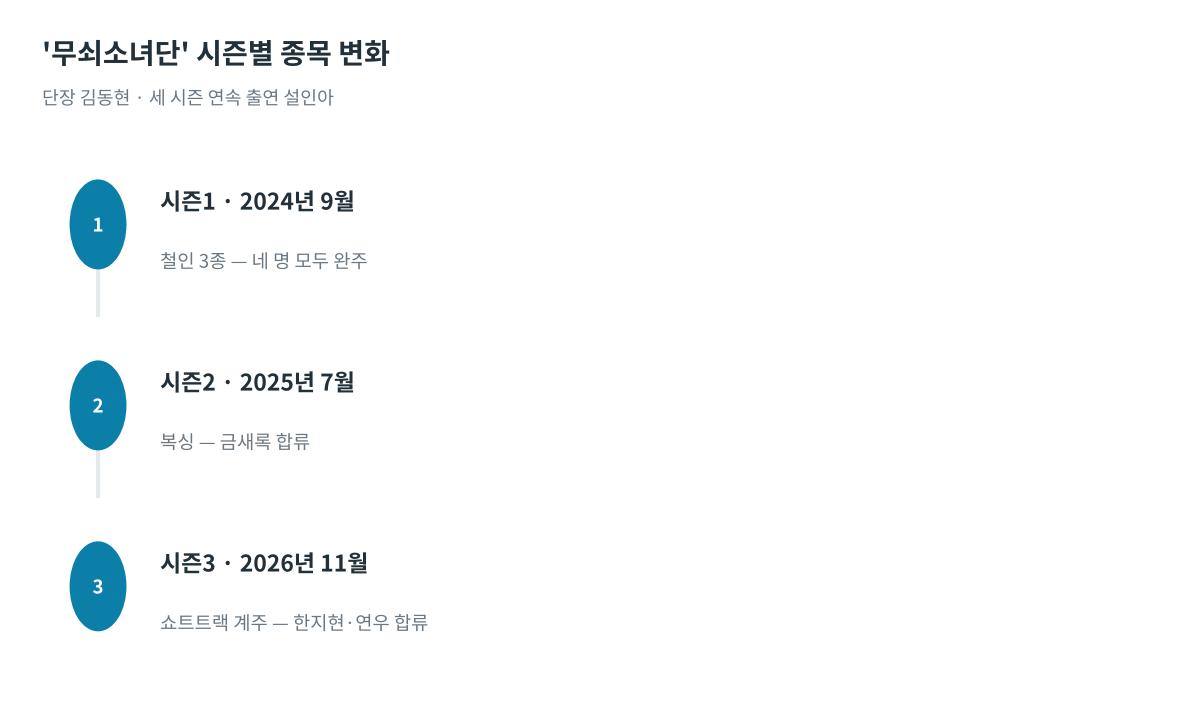 '무쇠소녀단' 시즌별 종목 변화
단장 김동현 · 세 시즌 연속 출연 설인아
1
시즌1 · 2024년 9월
철인 3종 — 네 명 모두 완주
2
시즌2 · 2025년 7월
복싱 — 금새록 합류
3
시즌3 · 2026년 11월
쇼트트랙 계주 — 한지현·연우 합류